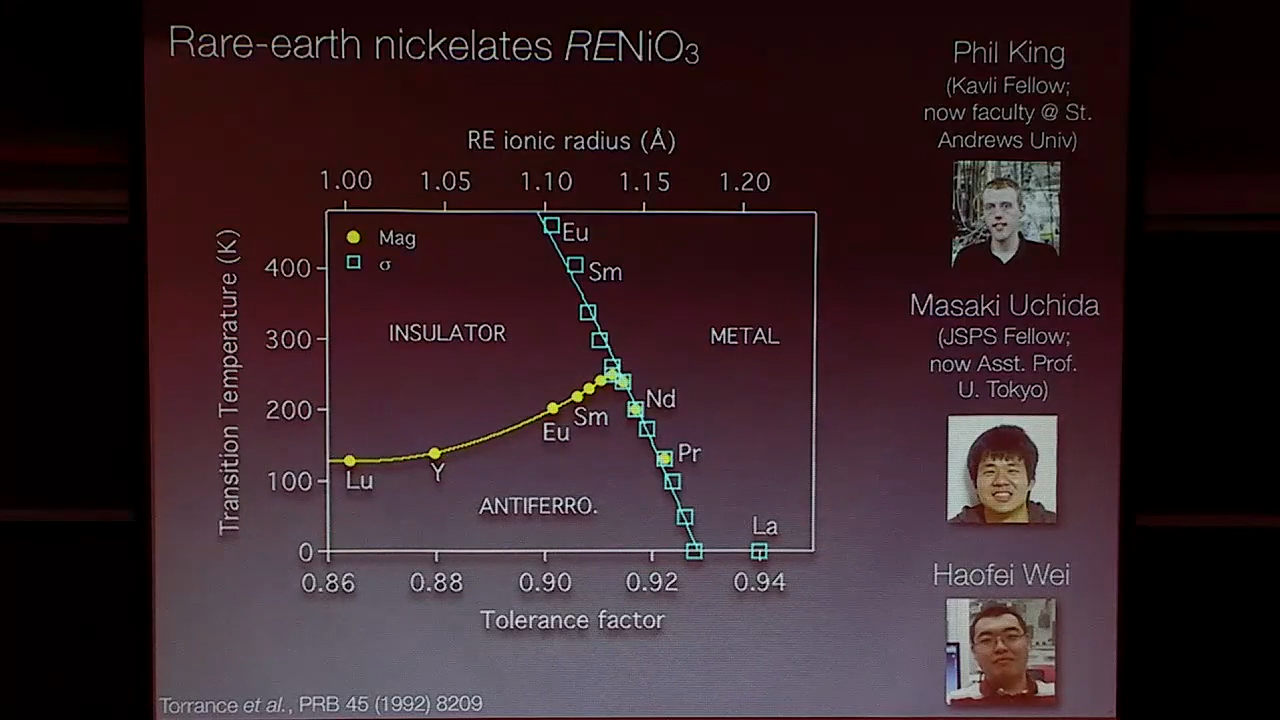 Rare-earth nickelates RENiO3
RE ionic radius (Å)
1.00 1.05 1.10 1.15 1.20
Transition Temperature (K)
400
300
200
100
0
Mag
σ
Eu
Sm
INSULATOR
METAL
Nd
Sm
Eu
Pr
Lu
Y
ANTIFERRO.
La
0.86 0.88 0.90 0.92 0.94
Tolerance factor
Torrance et al., PRB 45 (1992) 8209
Phil King
(Kavli Fellow;
now faculty @ St.
Andrews Univ)
Masaki Uchida
(JSPS Fellow;
now Asst. Prof.
U. Tokyo)
Haofei Wei